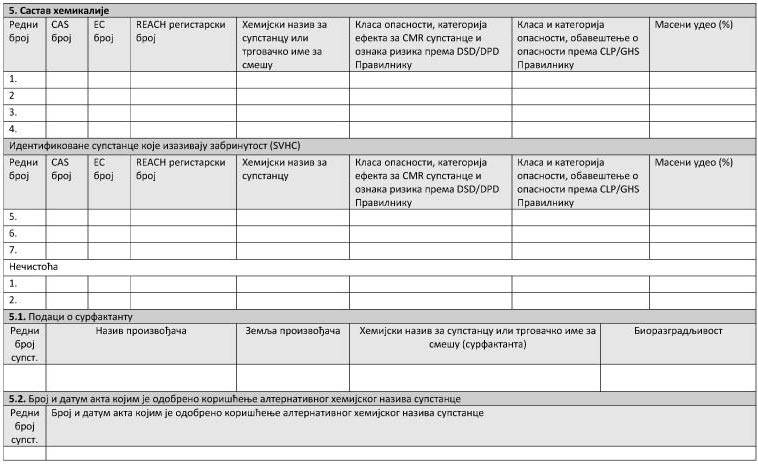 5. Састав хемикалије
Редни број CAS број EC број REACH регистарски број Хемијски назив за супстанцу или трговачко име за смешу Класа опасности, категорија ефекта за CMR супстанце и ознака ризика према DSD/DPD Правилнику Класа и категорија опасности, обавештење о опасности према CLP/GHS Правилнику Масени удео (%)
1.
2
3.
4.
Идентификоване супстанце које изазивају забринутост (SVHC)
Редни број CAS број EC број REACH регистарски број Хемијски назив за супстанцу Класа опасности, категорија ефекта за CMR супстанце и ознака ризика према DSD/DPD Правилнику Класа и категорија опасности, обавештење о опасности према CLP/GHS Правилнику Масени удео (%)
5.
6.
7.
Нечистоћа
1.
2.
5.1. Подаци о сурфактанту
Редни број супст. Назив произвођача Земља произвођача Хемијски назив за супстанцу или трговачко име за смешу (сурфактанта) Биоразградљивост
5.2. Број и датум акта којим је одобрено коришћење алтернативног хемијског назива супстанце
Редни број супст. Број и датум акта којим је одобрено коришћење алтернативног хемијског назива супстанце